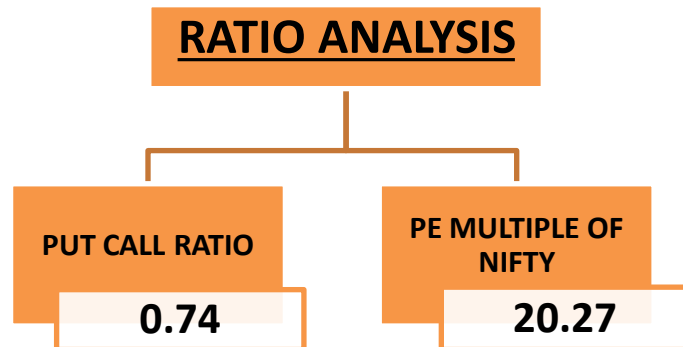 RATIO ANALYSIS
PUT CALL RATIO
0.74
PE MULTIPLE OF
NIFTY
20.27